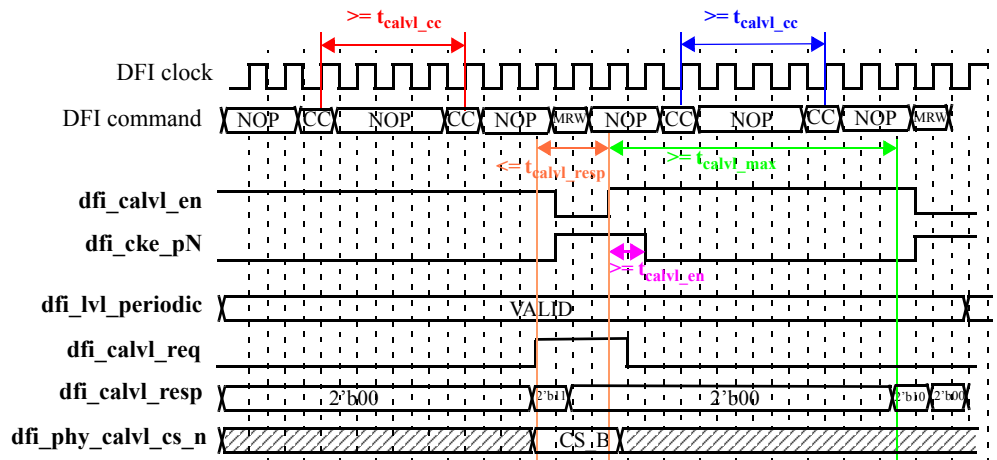 >= tcalvl_cc >= tcalvl_cc
DFI clock
DFI command NOP CC NOP CC NOP MRW NOP CC NOP CC NOP MRW
<= tcalvl_resp >= tcalvl_max
dfi_calvl_en
dfi_cke_pN
>= tcalvl_en
dfi_lvl_periodic VALID
dfi_calvl_req
dfi_calvl_resp 2'b00 2'b11 2'b00 2'b10 2'b00
dfi_phy_calvl_cs_n CS B